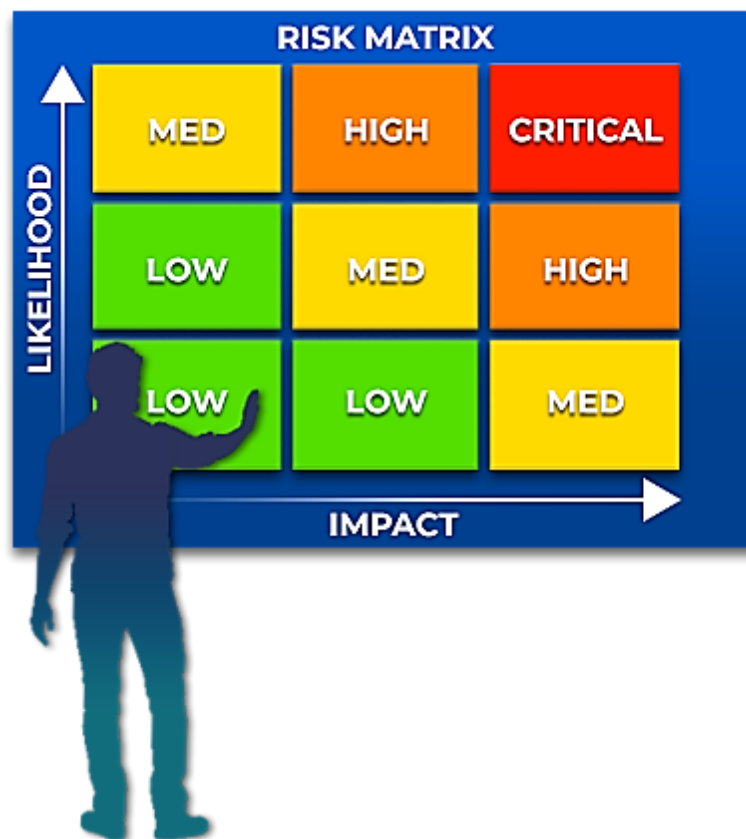 RISK MATRIX
MED HIGH CRITICAL
LOW MED HIGH
LOW LOW MED
LIKELIHOOD
IMPACT